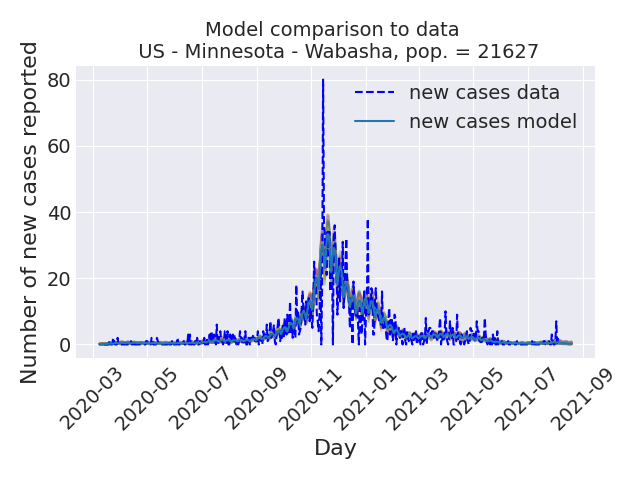 Model comparison to data
US - Minnesota - Wabasha, pop. = 21627
Number of new cases reported
80
60
40
20
0
new cases data
new cases model
2020-03
2020-05
2020-07
2020-09
2020-11
2021-01
2021-03
2021-05
2021-07
2021-09
Day